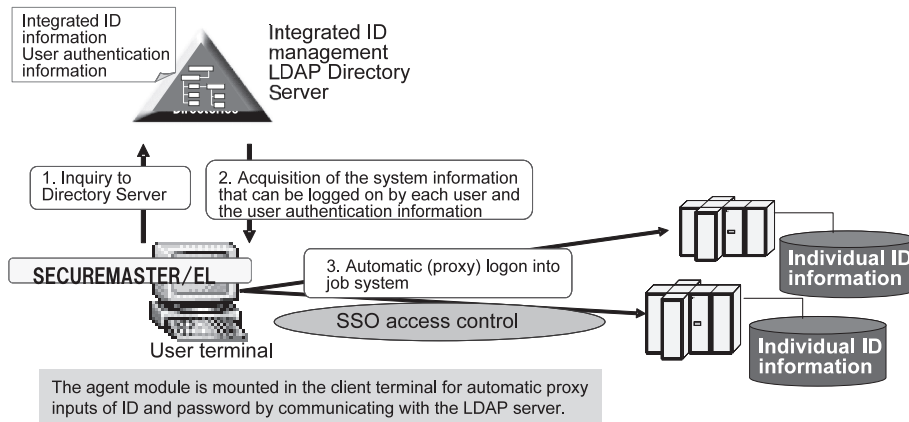 Integrated ID
information
User authentication
information
Integrated ID
management
LDAP Directory
Server
Directories
1. Inquiry to
Directory Server
2. Acquisition of the system information
that can be logged on by each user and
the user authentication information
SECUREMASTER/EL
3. Automatic (proxy) logon into
job system
SSO access control
User terminal
Individual ID
information
Individual ID
information
The agent module is mounted in the client terminal for automatic proxy
inputs of ID and password by communicating with the LDAP server.